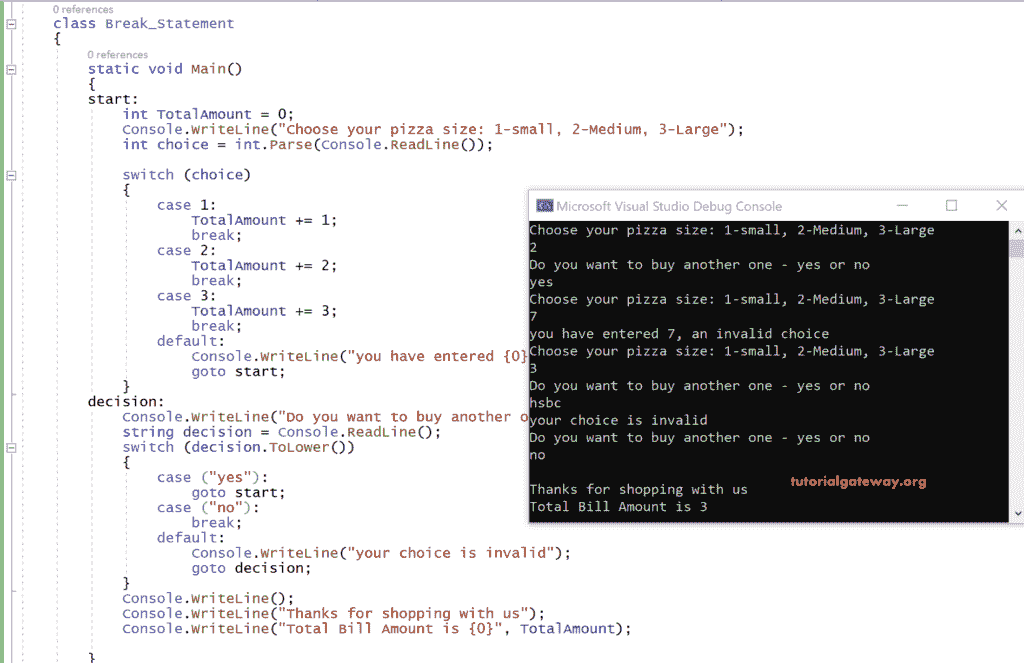 0 references
class Break_Statement
{
0 references
static void Main()
{
start:
int TotalAmount = 0;
Console.WriteLine("Choose your pizza size: 1-small, 2-Medium, 3-Large");
int choice = int.Parse(Console.ReadLine());
switch (choice)
{
case 1:
TotalAmount += 1;
break;
case 2:
TotalAmount += 2;
break;
case 3:
TotalAmount += 3;
break;
default:
Console.WriteLine("you have entered {0}
goto start;
}
decision:
Console.WriteLine("Do you want to buy another o
string decision = Console.ReadLine();
switch (decision.ToLower())
{
case ("yes"):
goto start;
case ("no"):
break;
default:
Console.WriteLine("your choice is invalid");
goto decision;
}
Console.WriteLine();
Console.WriteLine("Thanks for shopping with us");
Console.WriteLine("Total Bill Amount is {0}", TotalAmount);
}
Microsoft Visual Studio Debug Console
Choose your pizza size: 1-small, 2-Medium, 3-Large
2
Do you want to buy another one - yes or no
yes
Choose your pizza size: 1-small, 2-Medium, 3-Large
7
you have entered 7, an invalid choice
Choose your pizza size: 1-small, 2-Medium, 3-Large
3
Do you want to buy another one - yes or no
hsbc
your choice is invalid
Do you want to buy another one - yes or no
no
tutorialgateway.org
Thanks for shopping with us
Total Bill Amount is 3